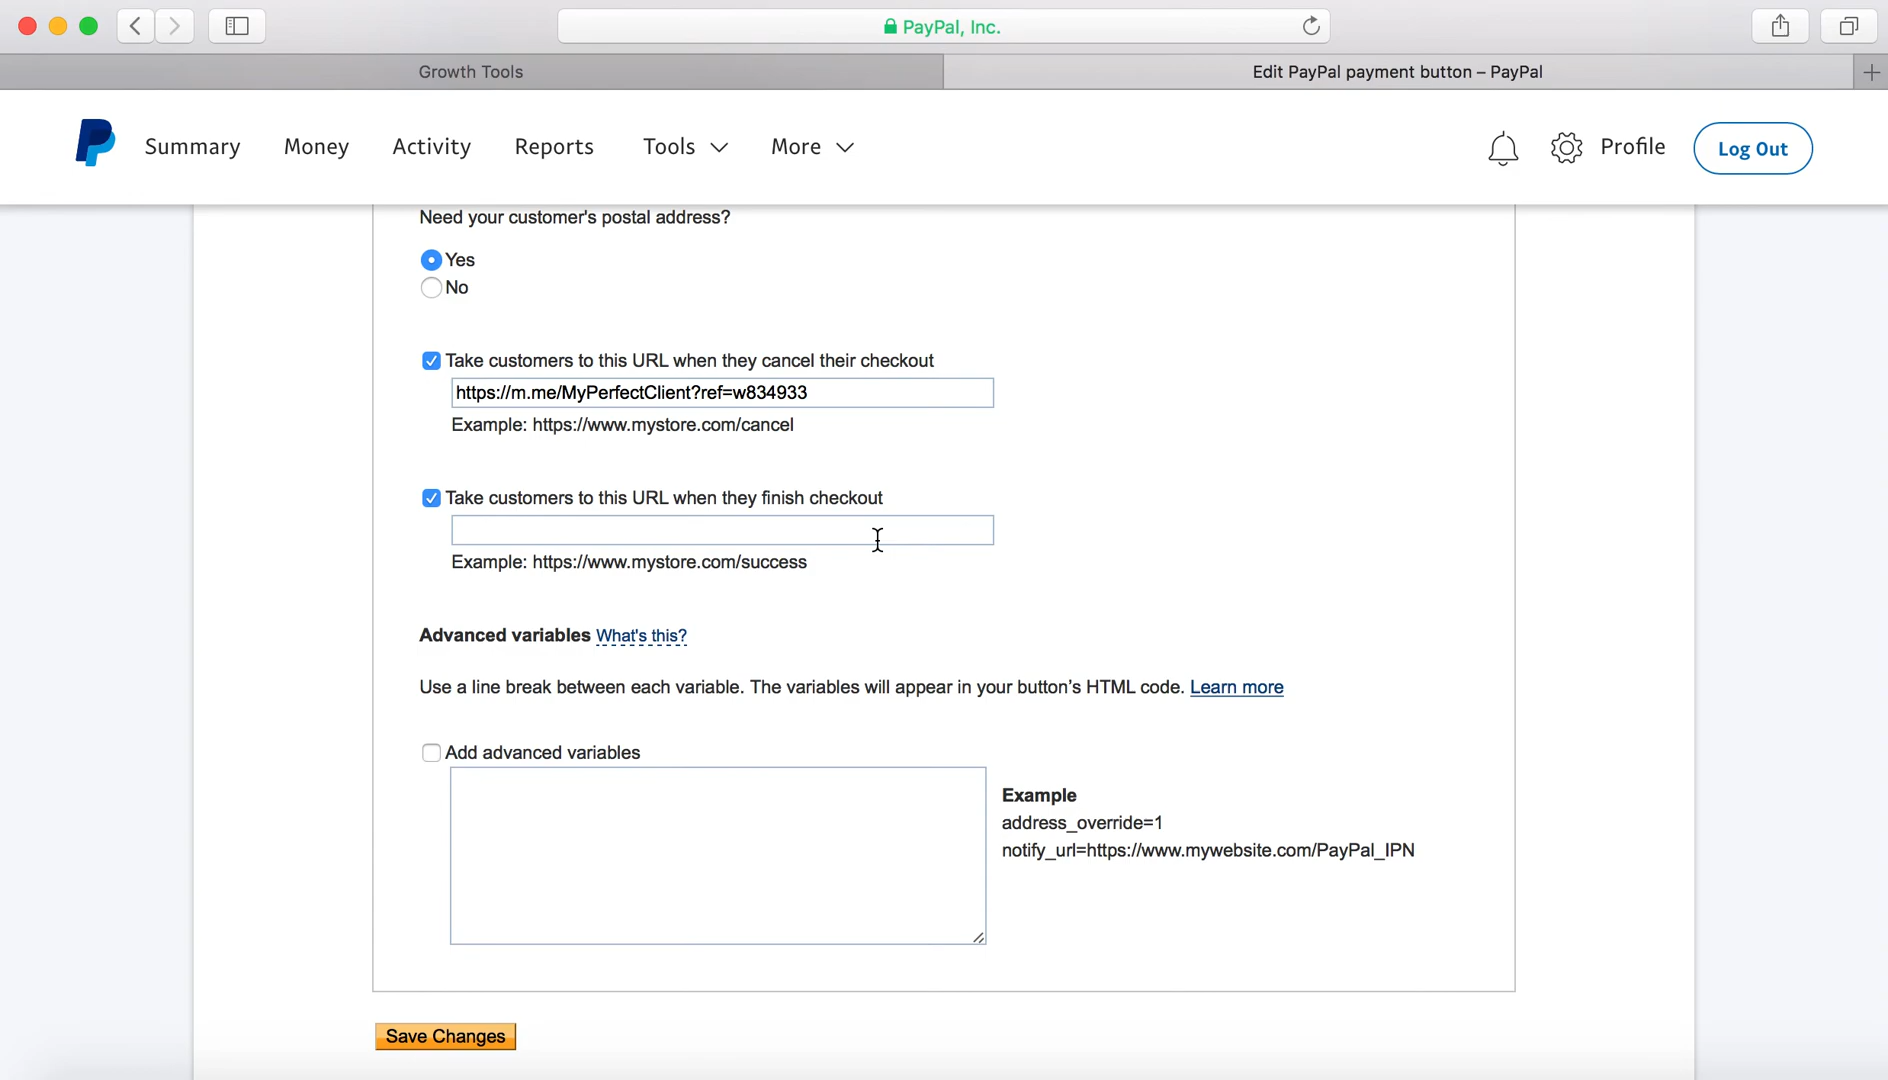 PayPal, Inc.
Growth Tools
Edit PayPal payment button – PayPal
Summary
Money
Activity
Reports
Tools
More
Profile
Log Out
Need your customer's postal address?
Yes
No
Take customers to this URL when they cancel their checkout
https://m.me/MyPerfectClient?ref=w834933
Example: https://www.mystore.com/cancel
Take customers to this URL when they finish checkout
Example: https://www.mystore.com/success
Advanced variables What's this?
Use a line break between each variable. The variables will appear in your button’s HTML code. Learn more
Add advanced variables
Example
address_override=1
notify_url=https://www.mywebsite.com/PayPal_IPN
Save Changes